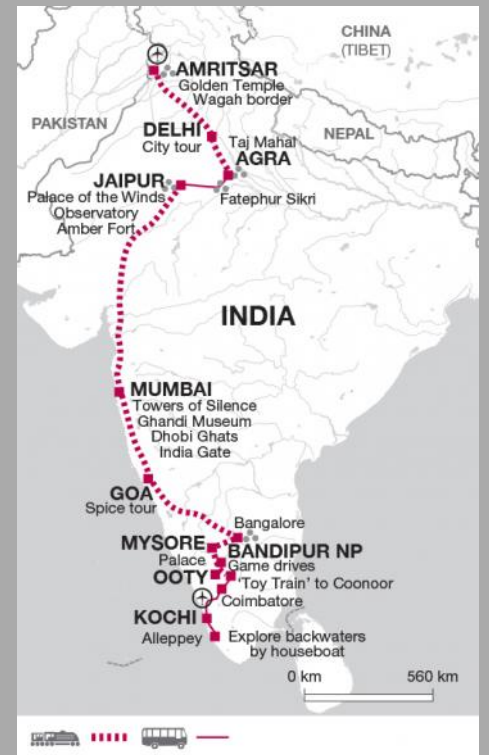 CHINA
(TIBET)
AMRITSAR
Golden Temple
Wagah border
PAKISTAN
DELHI
City tour
NEPAL
Taj Mahal
AGRA
JAIPUR
Palace of the Winds
Observatory
Amber Fort
Fatephur Sikri
INDIA
MUMBAI
Towers of Silence
Ghandi Museum
Dhobi Ghats
India Gate
GOA
Spice tour
Bangalore
MYSORE
Palace
BANDIPUR NP
Game drives
OOTY
'Toy Train' to Coonoor
Coimbatore
KOCHI
Alleppey
Explore backwaters
by houseboat
0 km
560 km